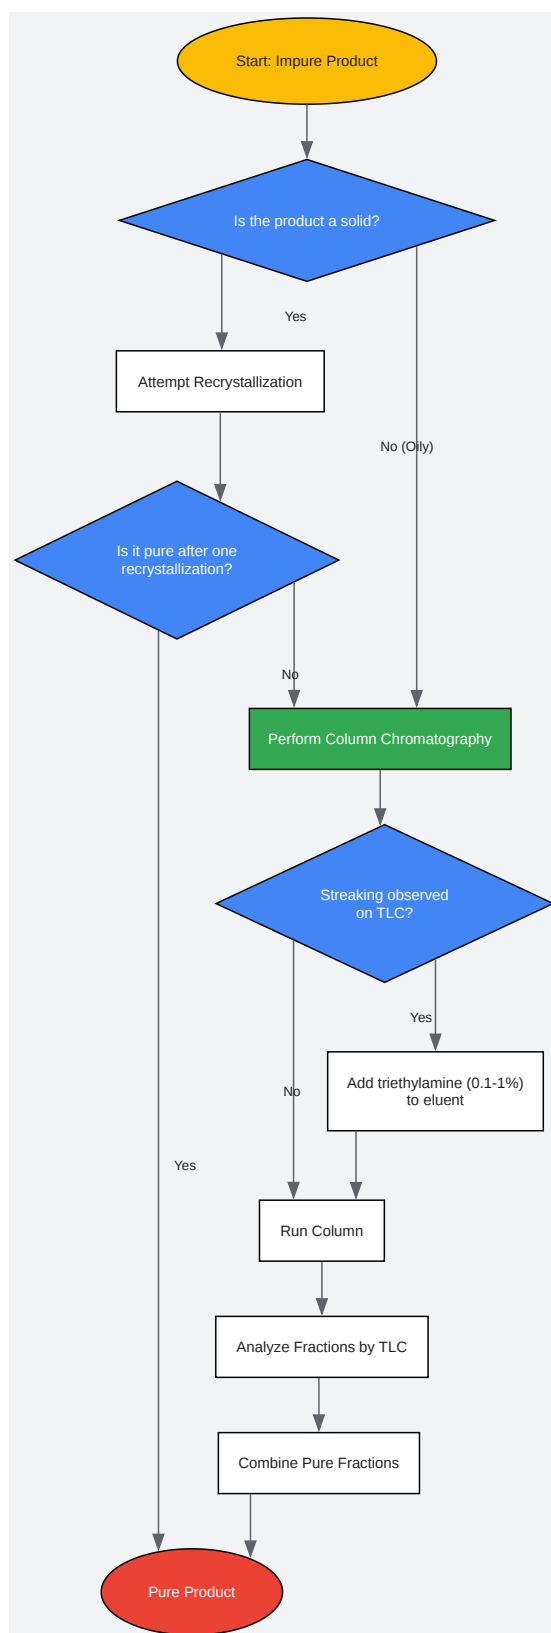 Start: Impure Product
Is the product a solid?
Yes
Attempt Recrystallization
No (Oily)
Is it pure after one
recrystallization?
No
Perform Column Chromatography
Streaking observed
on TLC?
Yes
Add triethylamine (0.1-1%)
to eluent
No
Yes
Run Column
Analyze Fractions by TLC
Combine Pure Fractions
Pure Product